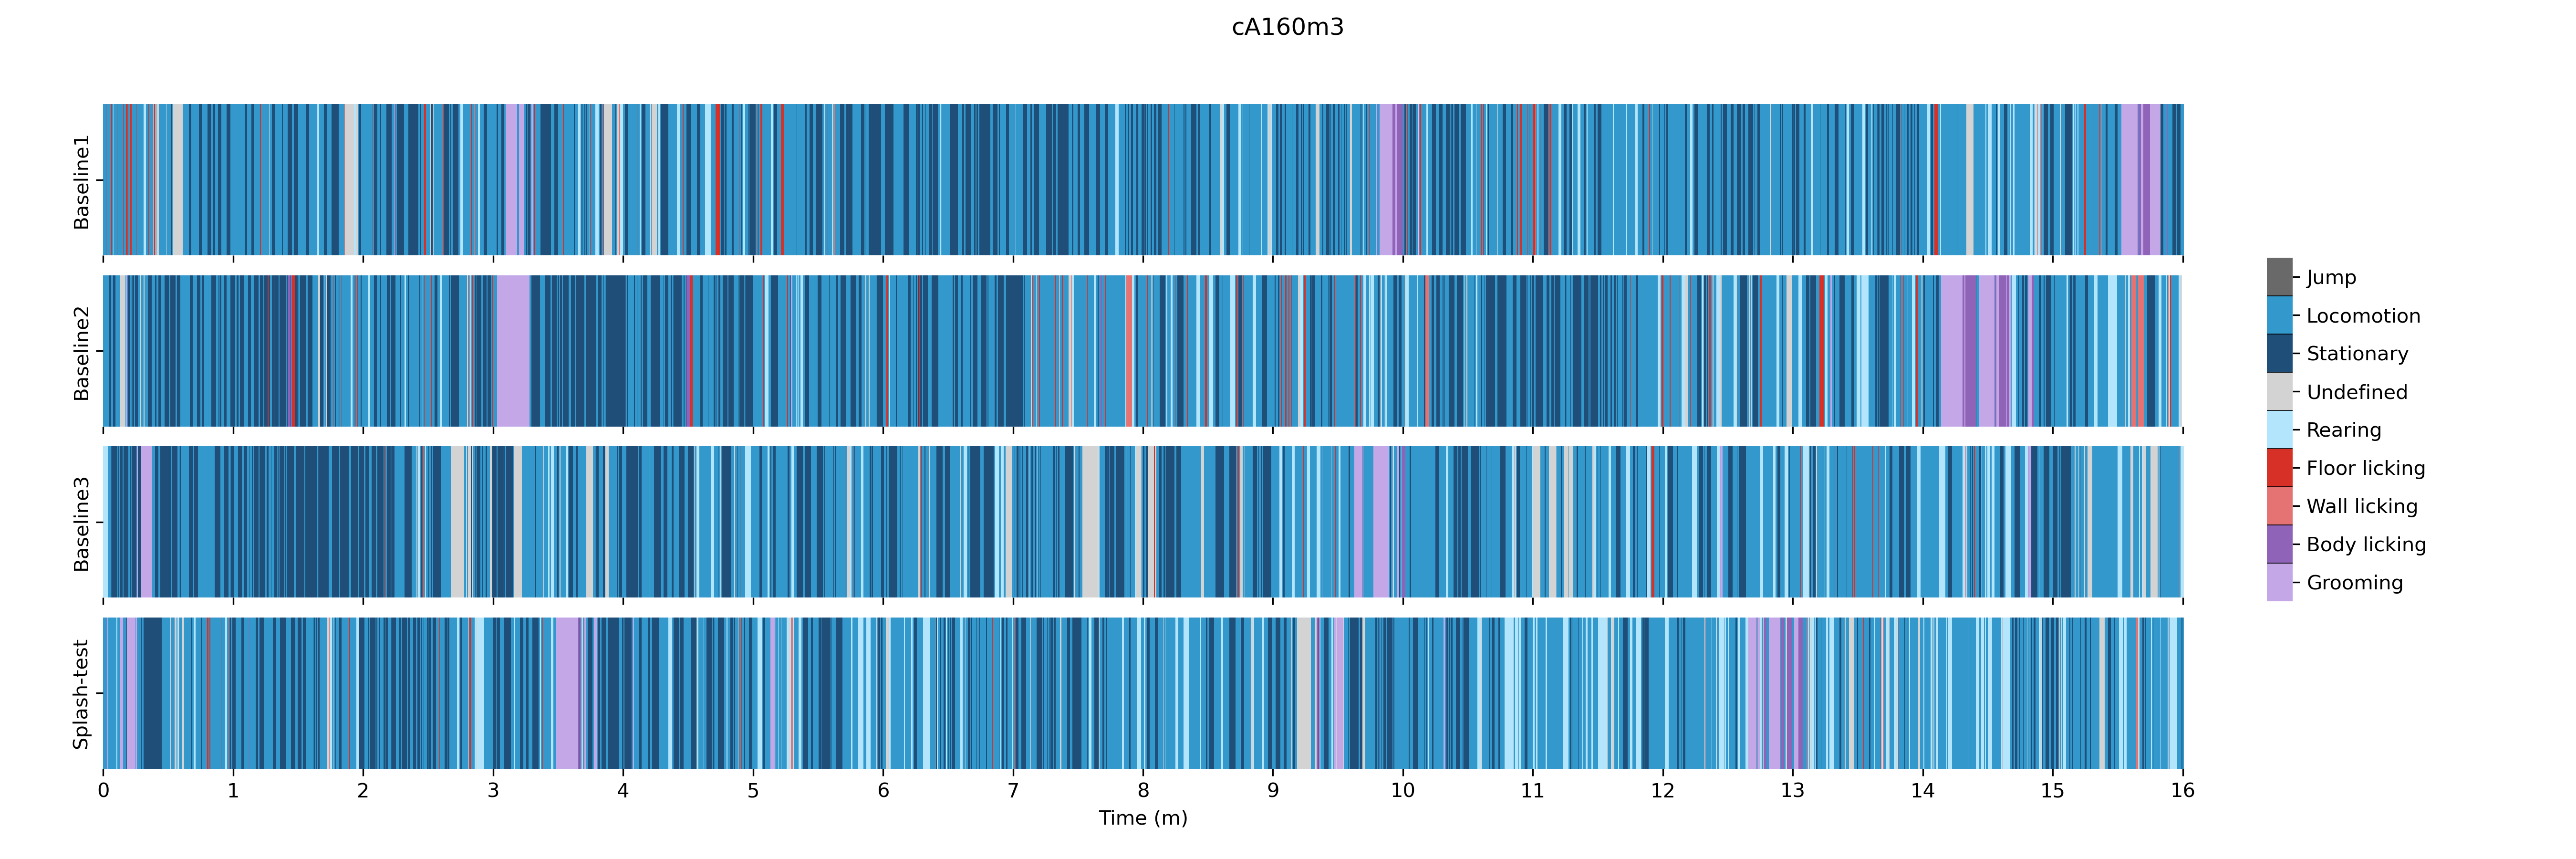 cA160m3
Baseline1
Baseline2
Baseline3
Splash-test
0 1 2 3 4 5 6 7 8 9 10 11 12 13 14 15 16
Time (m)
Jump
Locomotion
Stationary
Undefined
Rearing
Floor licking
Wall licking
Body licking
Grooming